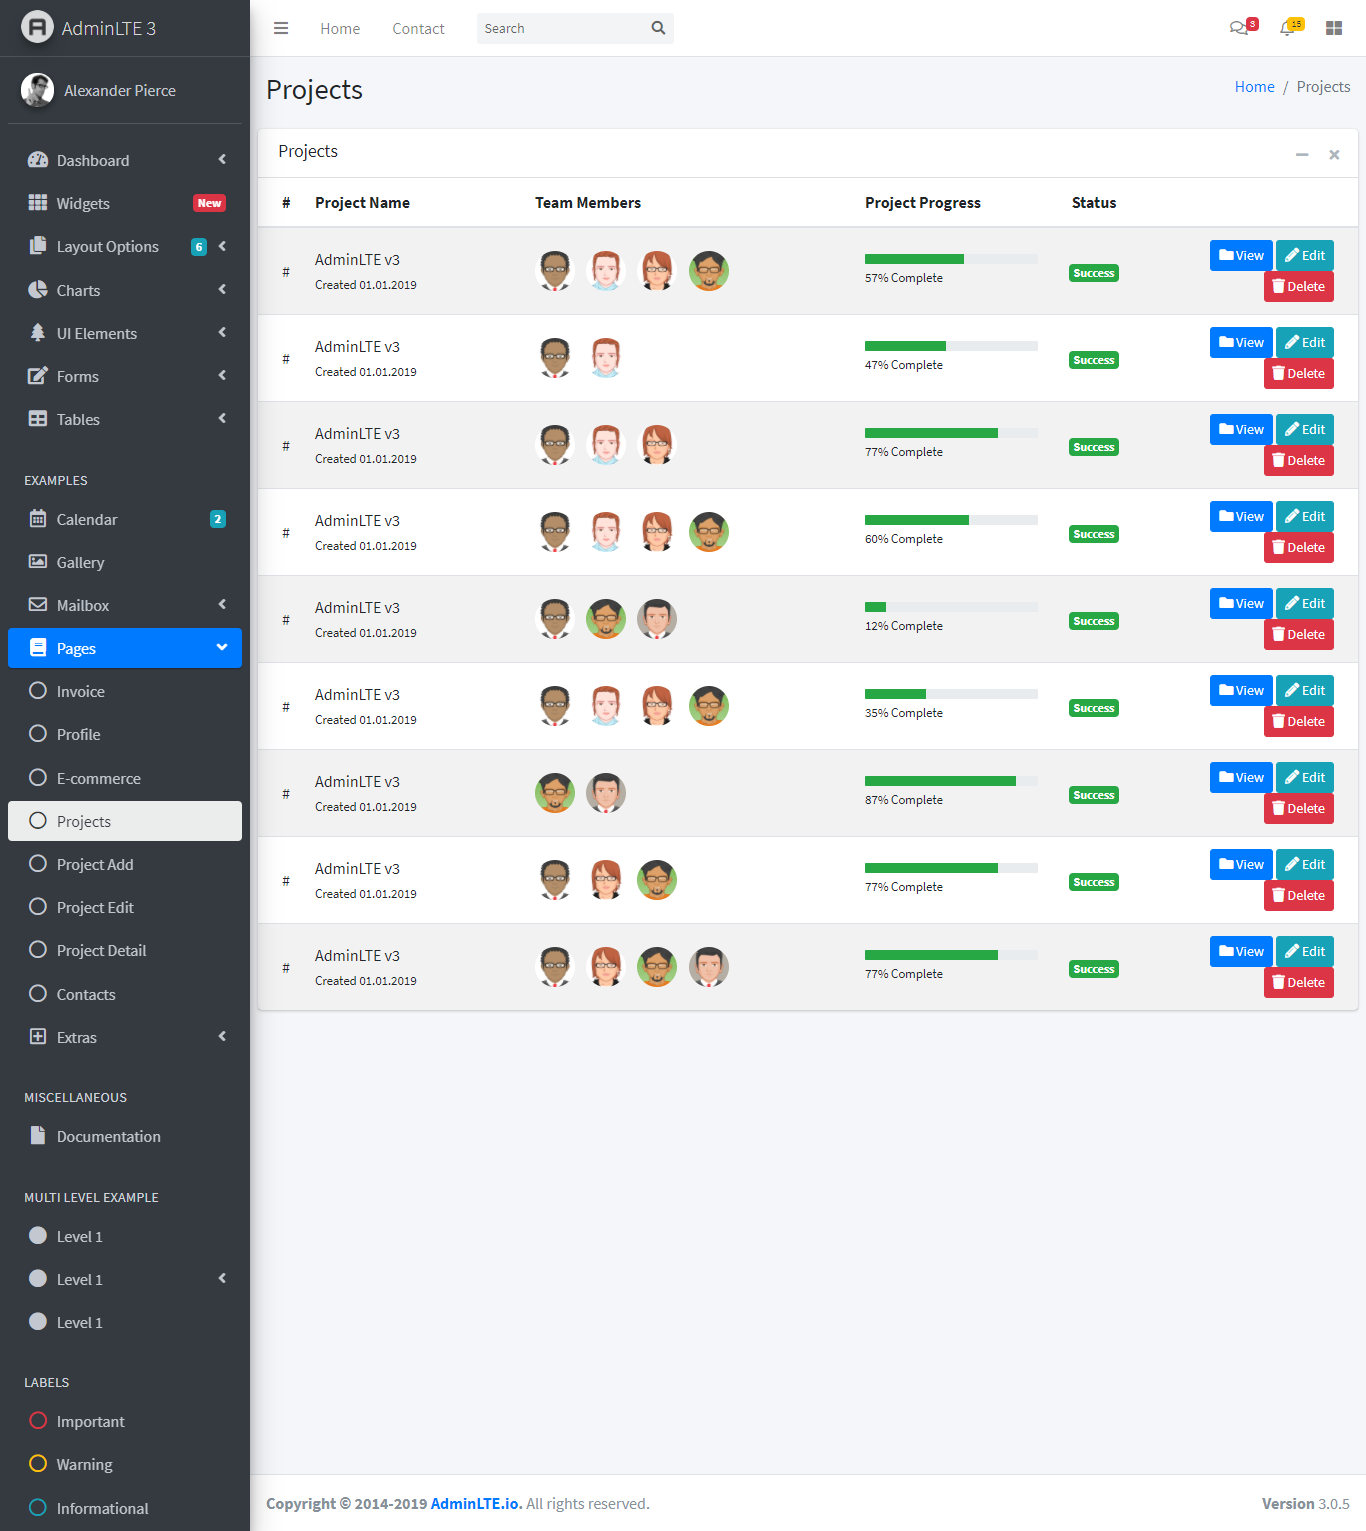 AdminLTE 3
Alexander Pierce
Dashboard
Widgets New
Layout Options 6
Charts
UI Elements
Forms
Tables
EXAMPLES
Calendar 2
Gallery
Mailbox
Pages
Invoice
Profile
E-commerce
Projects
Project Add
Project Edit
Project Detail
Contacts
Extras
MISCELLANEOUS
Documentation
MULTI LEVEL EXAMPLE
Level 1
Level 1
Level 1
LABELS
Important
Warning
Informational
Home Contact Search 3 15
Projects
Home / Projects
Projects
# Project Name Team Members Project Progress Status
# AdminLTE v3 Created 01.01.2019 57% Complete Success View Edit Delete
# AdminLTE v3 Created 01.01.2019 47% Complete Success View Edit Delete
# AdminLTE v3 Created 01.01.2019 77% Complete Success View Edit Delete
# AdminLTE v3 Created 01.01.2019 60% Complete Success View Edit Delete
# AdminLTE v3 Created 01.01.2019 12% Complete Success View Edit Delete
# AdminLTE v3 Created 01.01.2019 35% Complete Success View Edit Delete
# AdminLTE v3 Created 01.01.2019 87% Complete Success View Edit Delete
# AdminLTE v3 Created 01.01.2019 77% Complete Success View Edit Delete
# AdminLTE v3 Created 01.01.2019 77% Complete Success View Edit Delete
Copyright © 2014-2019 AdminLTE.io. All rights reserved.
Version 3.0.5